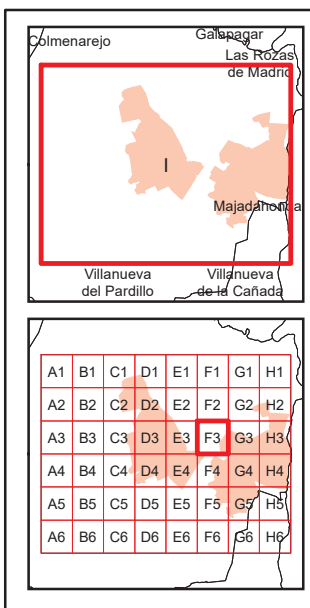 Colmenarejo
Galapagar
Las Rozas
de Madrid
I
Majadahonda
Villanueva
del Pardillo
Villanueva
de la Cañada
A1 B1 C1 D1 E1 F1 G1 H1
A2 B2 C2 D2 E2 F2 G2 H2
A3 B3 C3 D3 E3 F3 G3 H3
A4 B4 C4 D4 E4 F4 G4 H4
A5 B5 C5 D5 E5 F5 G5 H5
A6 B6 C6 D6 E6 F6 G6 H6